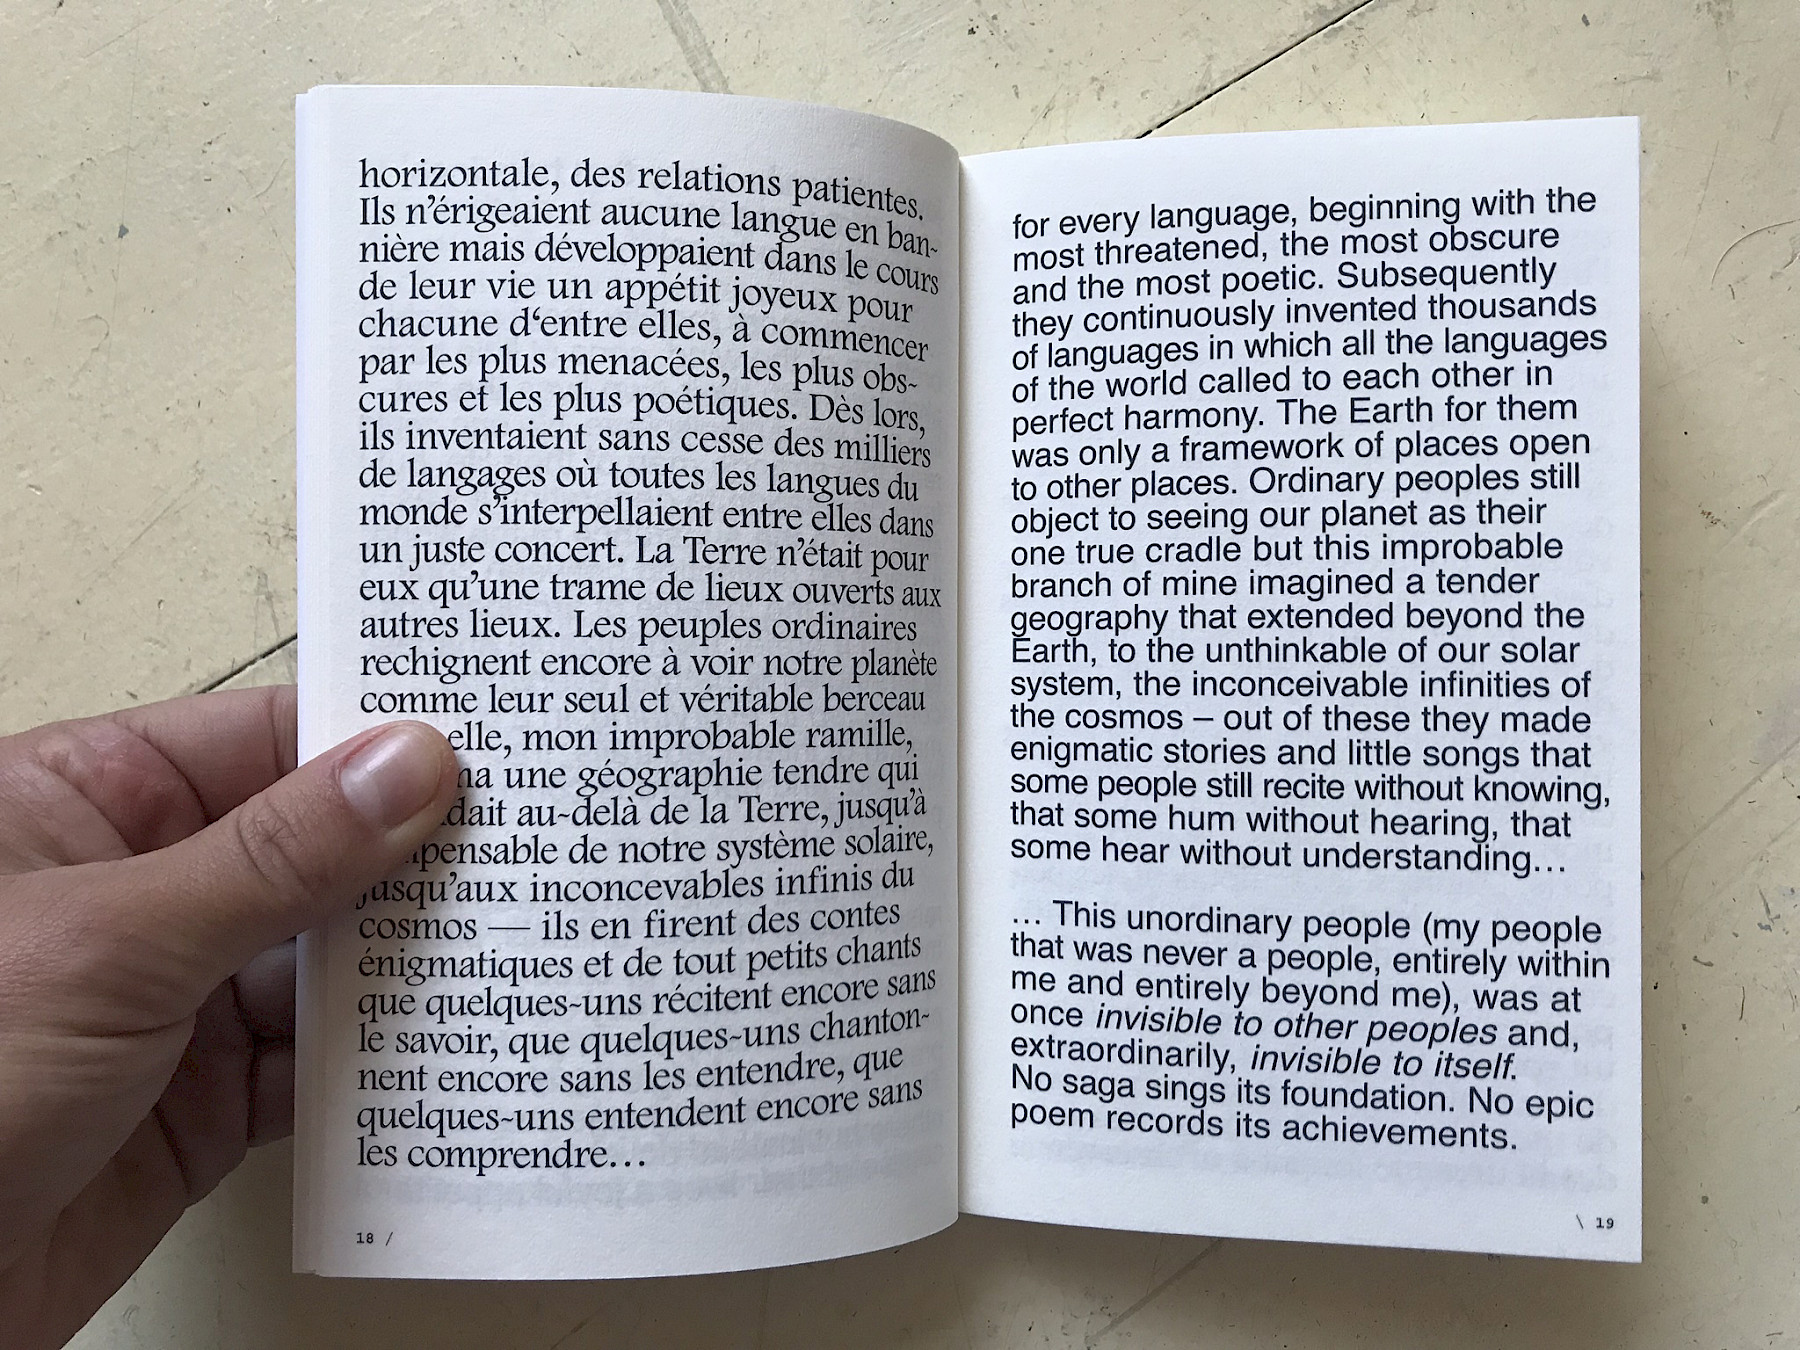 horizontale, des relations patientes.
Ils n’érigeaient aucune langue en ban-
nière mais développaient dans le cours
de leur vie un appétit joyeux pour
chacune d‘entre elles, à commencer
par les plus menacées, les plus obs-
cures et les plus poétiques. Dès lors,
ils inventaient sans cesse des milliers
de langages où toutes les langues du
monde s’interpellaient entre elles dans
un juste concert. La Terre n’était pour
eux qu’une trame de lieux ouverts aux
autres lieux. Les peuples ordinaires
rechignent encore à voir notre planète
comme leur seul et véritable berceau
elle, mon improbable ramille,
une géographie tendre qui
au-delà de la Terre, jusqu’à
de notre système solaire,
jusqu’aux inconcevables infinis du
cosmos — ils en firent des contes
énigmatiques et de tout petits chants
que quelques-uns récitent encore sans
le savoir, que quelques-uns chanton-
nent encore sans les entendre, que
quelques-uns entendent encore sans
les comprendre…
18 /
for every language, beginning with the
most threatened, the most obscure
and the most poetic. Subsequently
they continuously invented thousands
of languages in which all the languages
of the world called to each other in
perfect harmony. The Earth for them
was only a framework of places open
to other places. Ordinary peoples still
object to seeing our planet as their
one true cradle but this improbable
branch of mine imagined a tender
geography that extended beyond the
Earth, to the unthinkable of our solar
system, the inconceivable infinities of
the cosmos – out of these they made
enigmatic stories and little songs that
some people still recite without knowing,
that some hum without hearing, that
some hear without understanding…
… This unordinary people (my people
that was never a people, entirely within
me and entirely beyond me), was at
once invisible to other peoples and,
extraordinarily, invisible to itself.
No saga sings its foundation. No epic
poem records its achievements.
\ 19